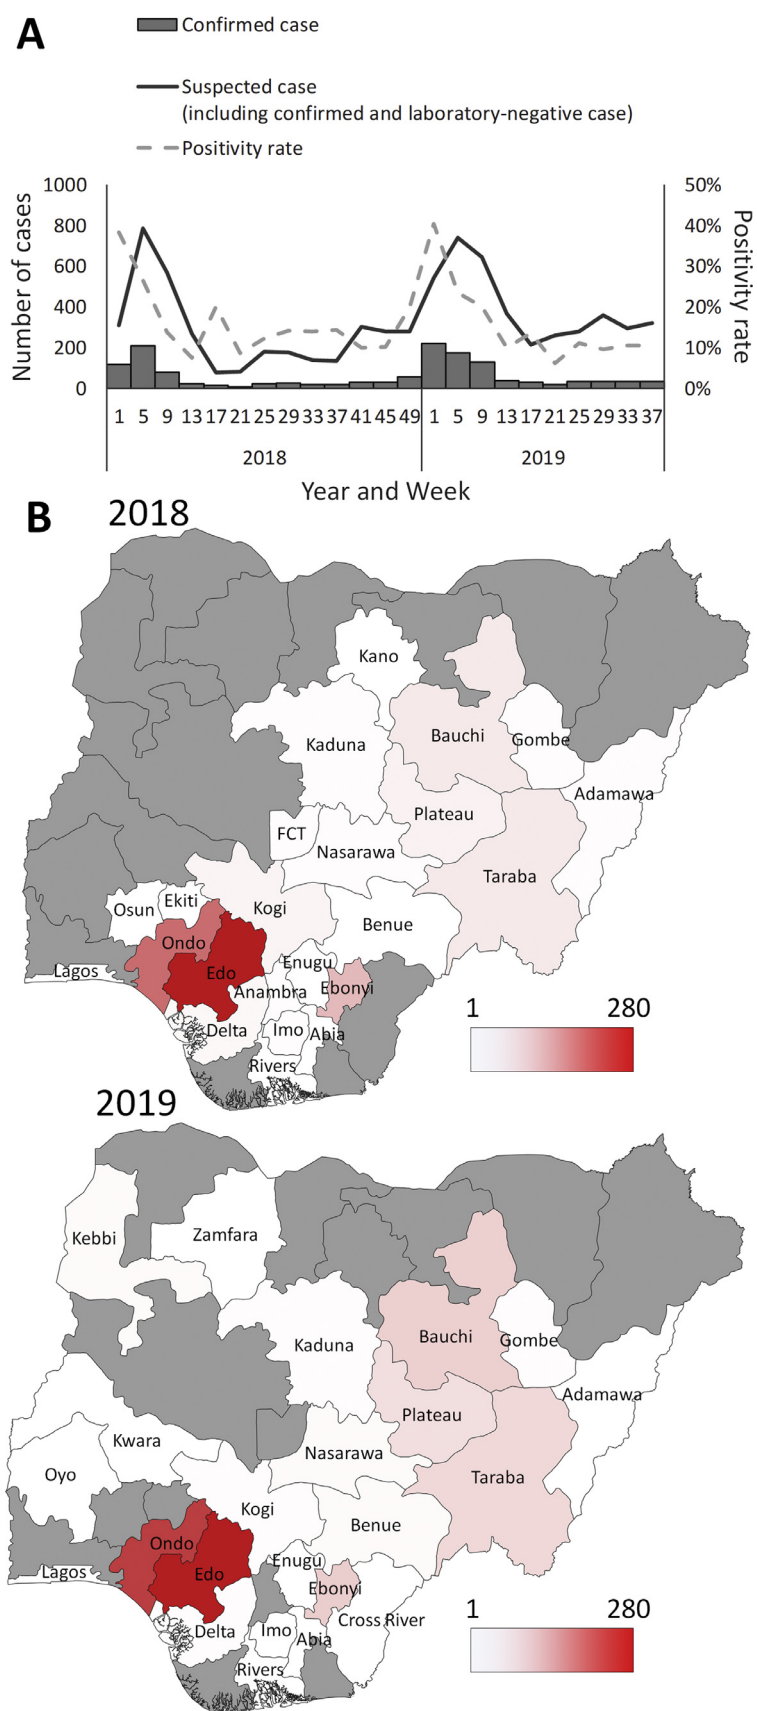 A
Confirmed case
Suspected case
(including confirmed and laboratory-negative case)
Positivity rate
Number of cases
1000
800
600
400
200
0
50%
40%
30%
20%
10%
0%
Positivity rate
1 5 9 13 17 21 25 29 33 37 41 45 49 1 5 9 13 17 21 25 29 33 37
2018 2019
Year and Week
B
2018
Kano
Kaduna
Bauchi
Gombe
Adamawa
Plateau
FCT
Nasarawa
Taraba
Osun
Ekiti
Kogi
Benue
Ondo
Lagos
Edo
Enugu
Anambra
Ebonyi
Delta
Imo
Abia
Rivers
1 280
2019
Kebbi
Zamfara
Kaduna
Bauchi
Gombe
Adamawa
Plateau
Kwara
Nasarawa
Oyo
Taraba
Kogi
Benue
Ondo
Lagos
Edo
Enugu
Ebonyi
Cross River
Delta
Imo
Abia
Rivers
1 280